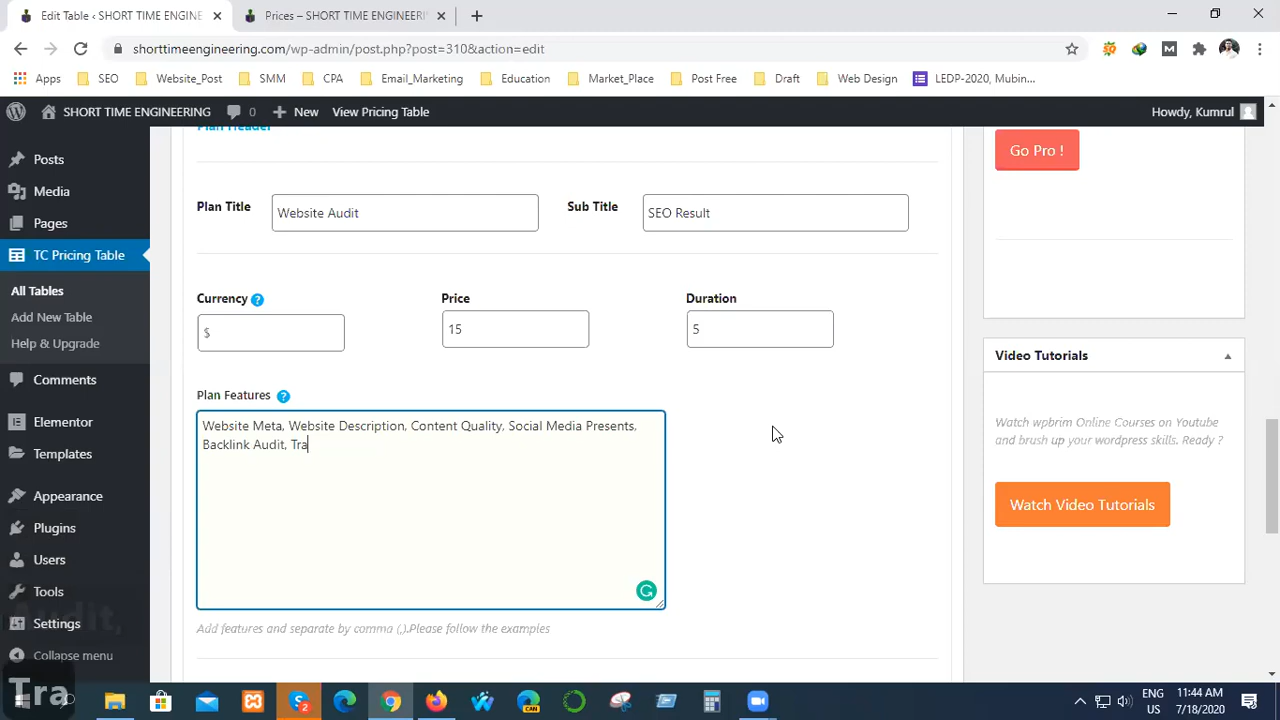 Edit Table ‹ SHORT TIME ENGINE
Prices – SHORT TIME ENGINEERI
shorttimeengineering.com/wp-admin/post.php?post=310&action=edit
Apps
SEO
Website_Post
SMM
CPA
Email_Marketing
Education
Market_Place
Post Free
Draft
Web Design
LEDP-2020, Mubin...
SHORT TIME ENGINEERING
0
New
View Pricing Table
Howdy, Kumrul
Posts
Media
Pages
TC Pricing Table
All Tables
Add New Table
Help & Upgrade
Comments
Elementor
Templates
Appearance
Plugins
Users
Tools
Settings
Collapse menu
Plan Header
Plan Title
Website Audit
Sub Title
SEO Result
Currency ?
Price
Duration
$
15
5
Plan Features ?
Website Meta, Website Description, Content Quality, Social Media Presents,
Backlink Audit, Tra
Add features and separate by comma (,).Please follow the examples
Go Pro !
Video Tutorials
Watch wpbrim Online Courses on Youtube
and brush up your wordpress skills. Ready ?
Watch Video Tutorials
Audit,
Tra
2
CAN
ENG
US
11:44 AM
7/18/2020